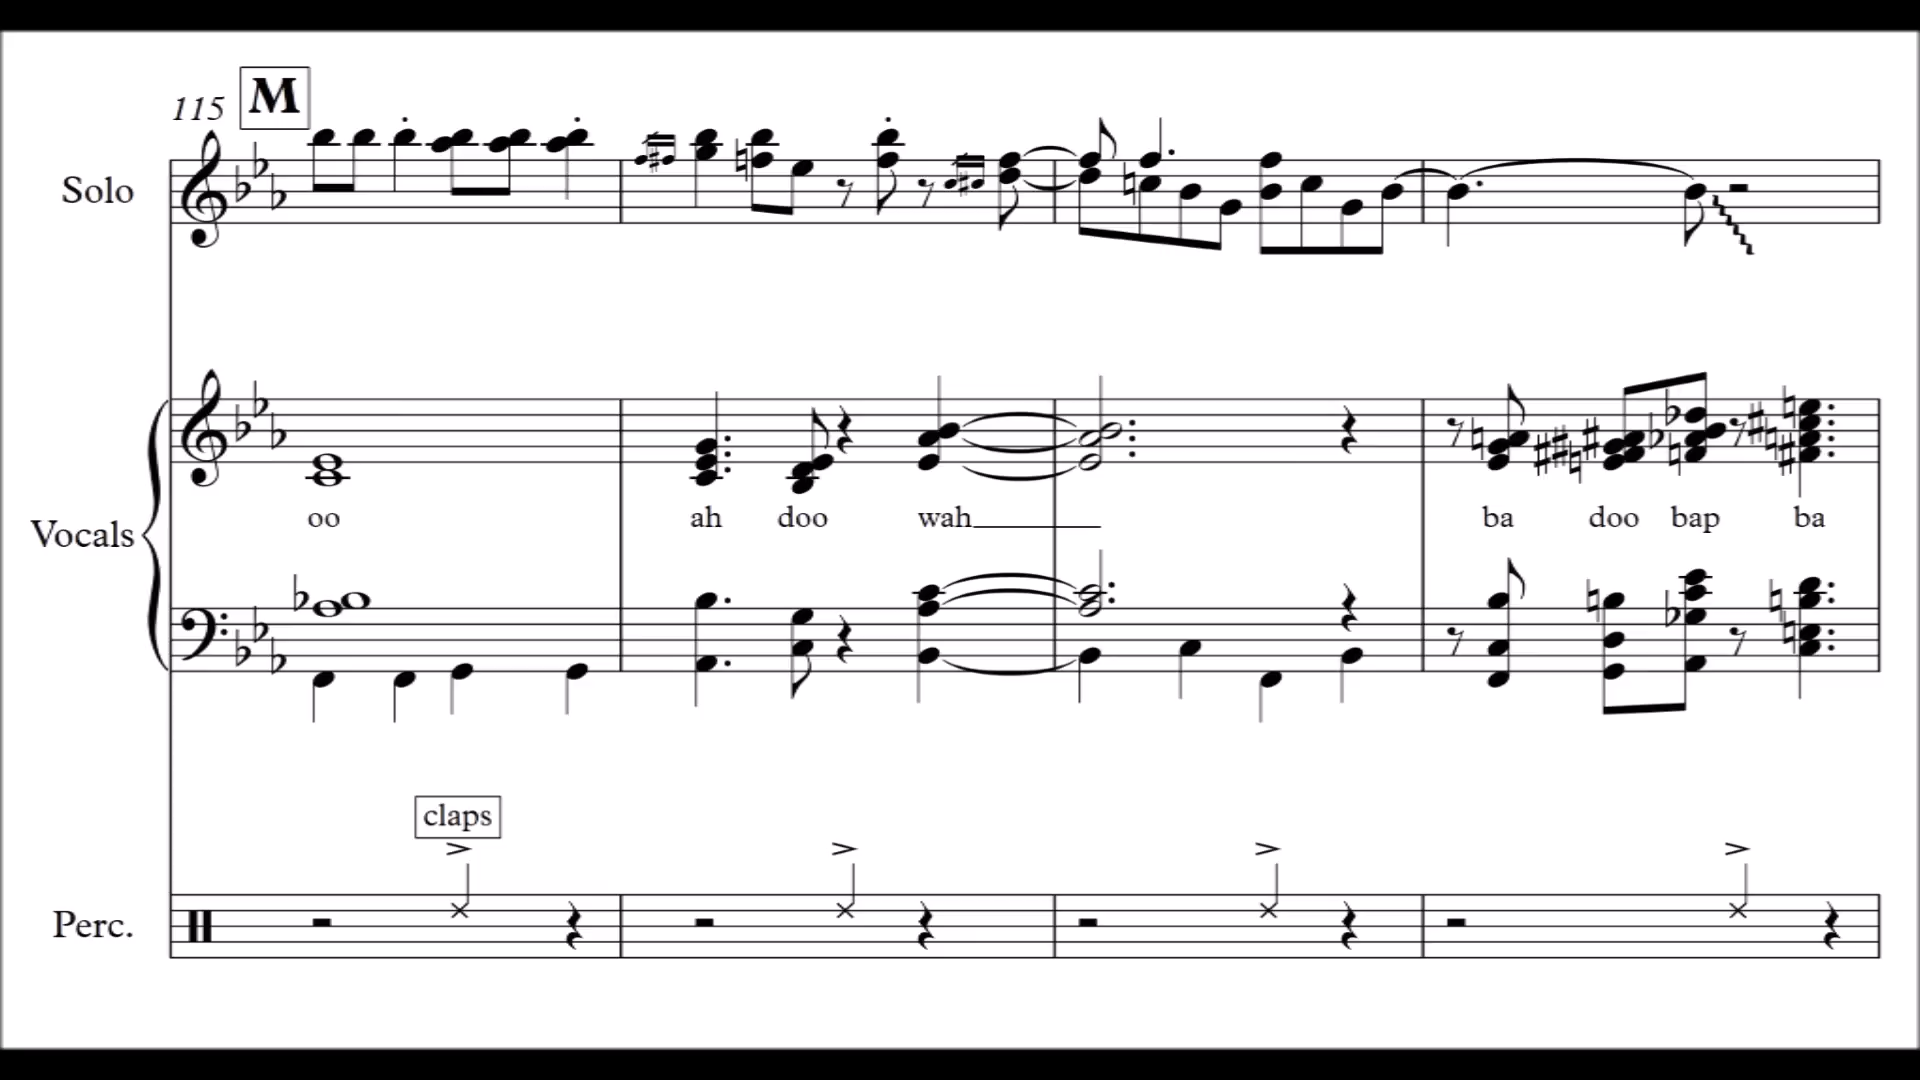 115 M
Solo
Vocals
oo ah doo wah ba doo bap ba
claps
Perc.